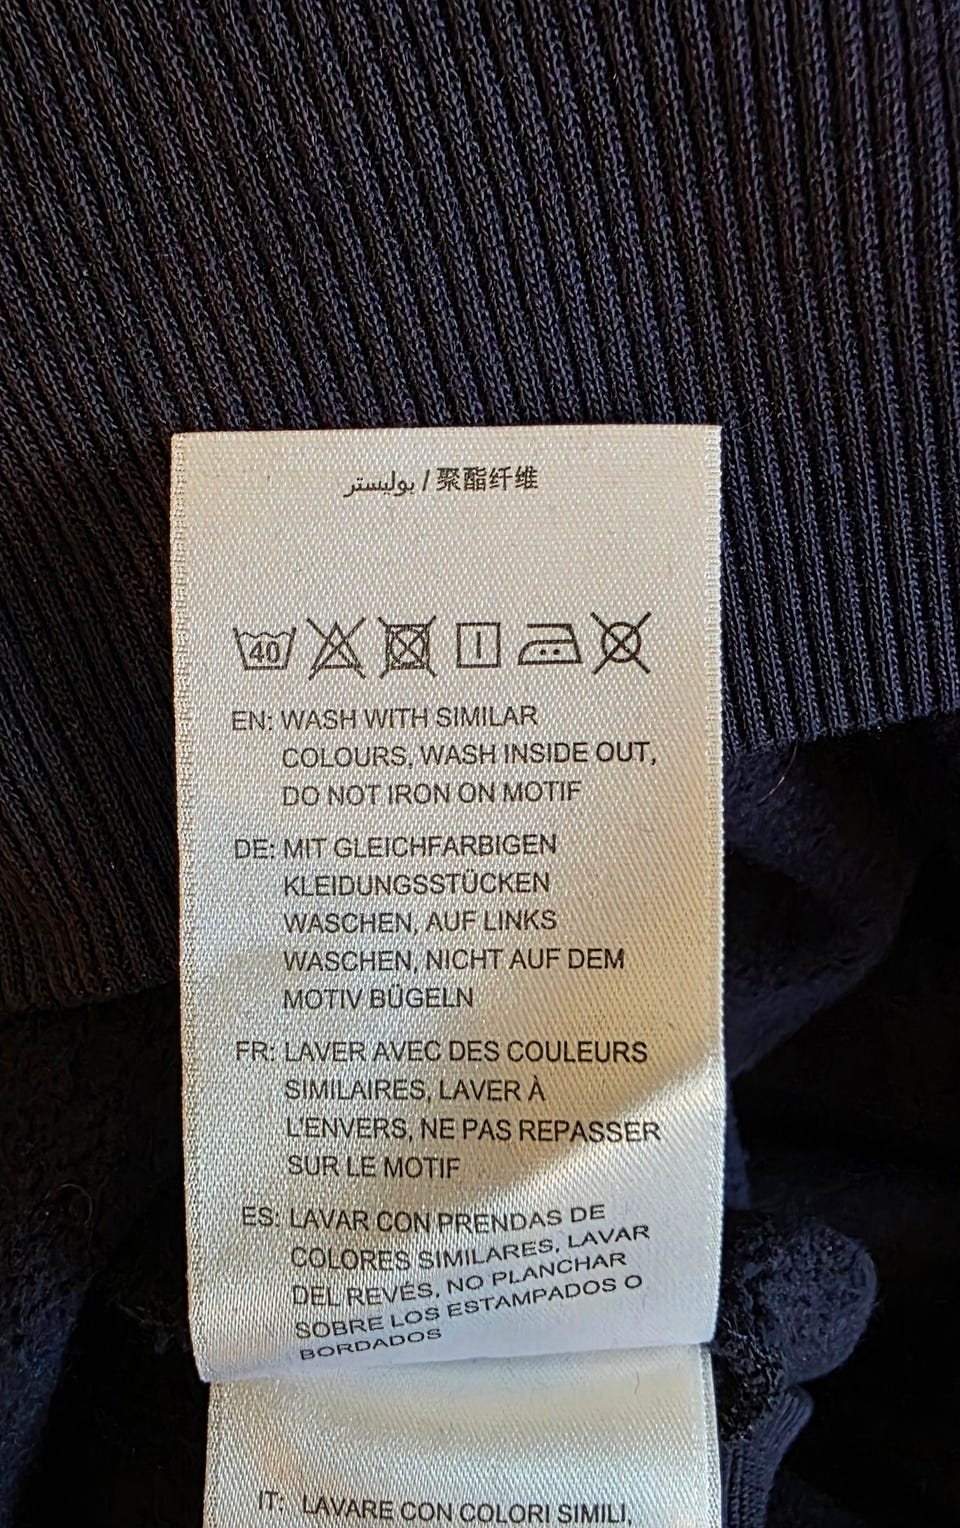 بوليستر / 聚酯纤维
40
EN: WASH WITH SIMILAR
COLOURS, WASH INSIDE OUT,
DO NOT IRON ON MOTIF
DE: MIT GLEICHFARBIGEN
KLEIDUNGSSTÜCKEN
WASCHEN, AUF LINKS
WASCHEN, NICHT AUF DEM
MOTIV BÜGELN
FR: LAVER AVEC DES COULEURS
SIMILAIRES, LAVER À
L'ENVERS, NE PAS REPASSER
SUR LE MOTIF
ES: LAVAR CON PRENDAS DE
COLORES SIMILARES, LAVAR
DEL REVÉS, NO PLANCHAR
SOBRE LOS ESTAMPADOS O
BORDADOS
IT: LAVARE CON COLORI SIMILI,